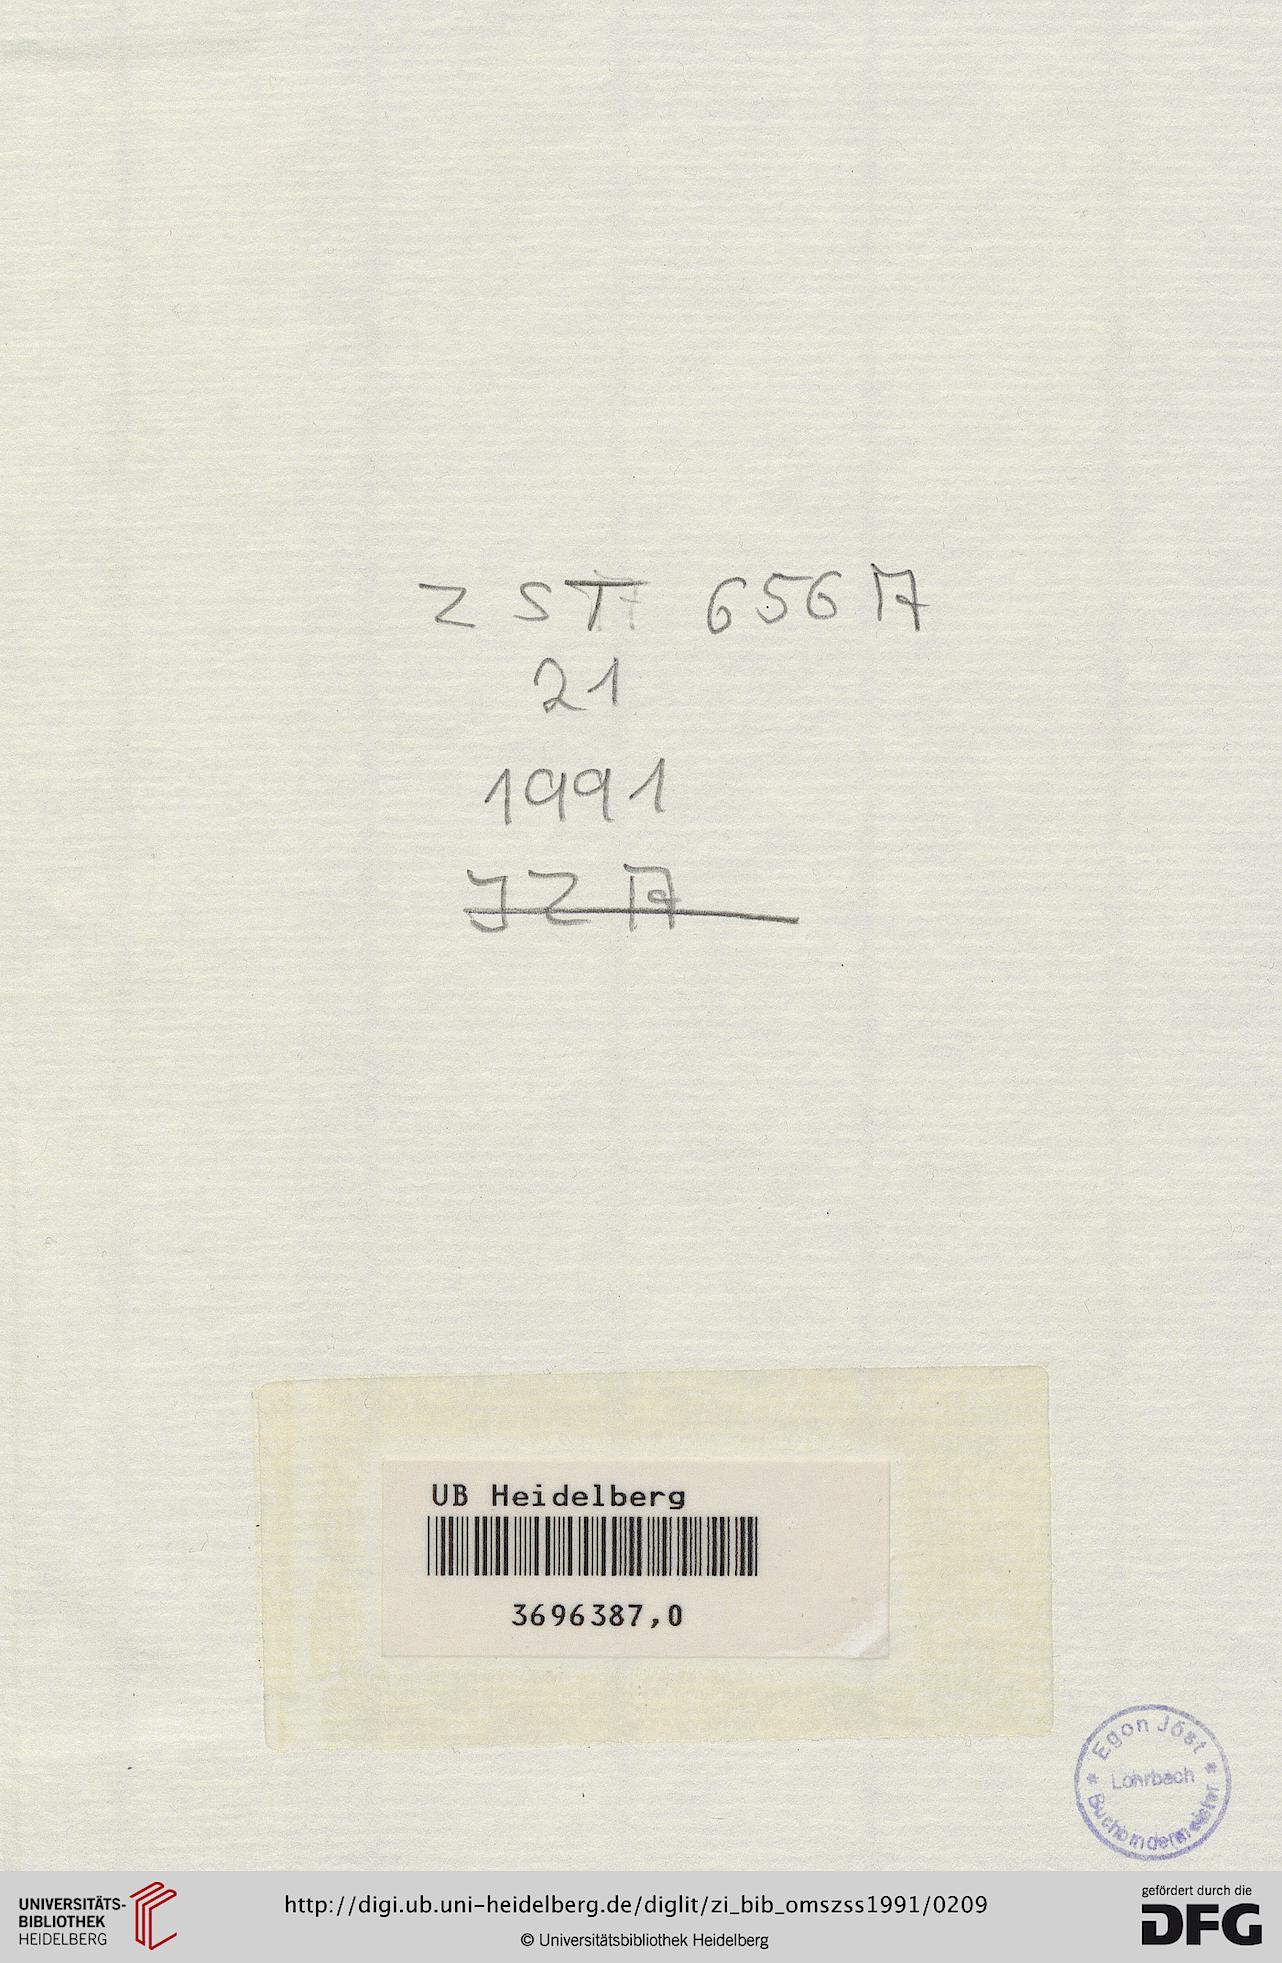 Z ST 656 A
21
1991
JZA
UB Heidelberg
3696387,0
* Egon Jöst *
Lohrbach
Buchbindermeister
UNIVERSITÄTS-
BIBLIOTHEK
HEIDELBERG
http://digi.ub.uni-heidelberg.de/diglit/zi_bib_omszss1991/0209
© Universitätsbibliothek Heidelberg
gefördert durch die
DFG